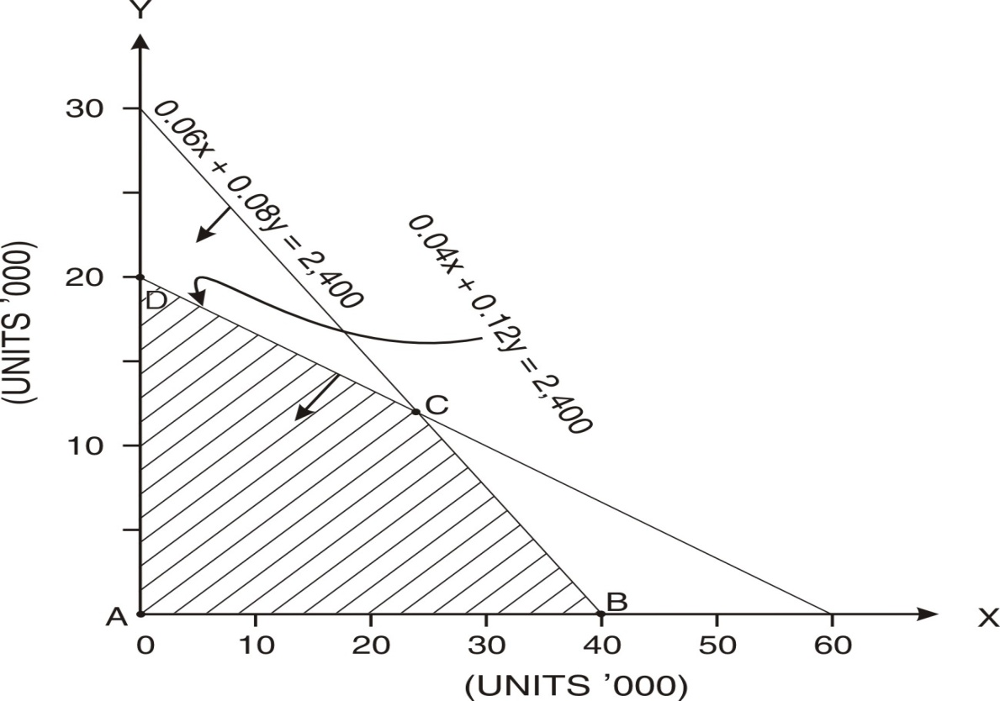 Y
30
0.06x + 0.08y = 2,400
0.04x + 0.12y = 2,400
20
D
(UNITS ’000)
C
10
B
A
X
0 10 20 30 40 50 60
(UNITS ’000)